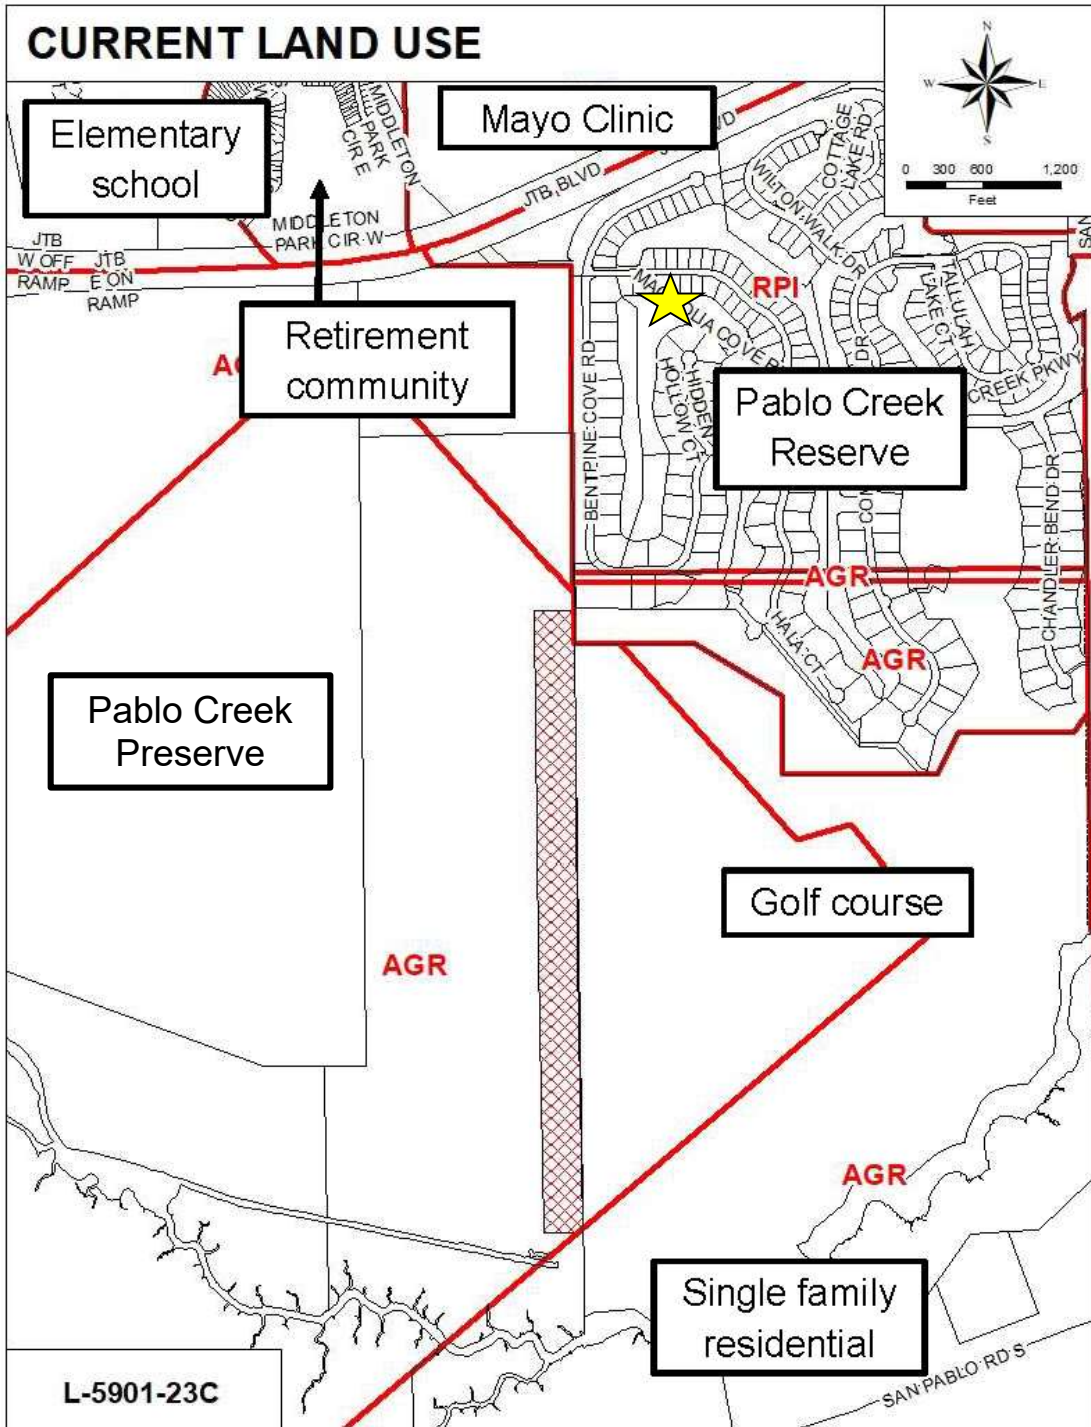 CURRENT LAND USE
N
W
E
S
0 300 600 1,200
Feet
Elementary
school
Mayo Clinic
MIDDLETON
PARK
CIR E
MIDDLETON
PARK CIR W
JTB BLVD
JTB
W OFF
RAMP
JTB
E ON
RAMP
COTTAGE
LAKE RD
WILTON WALK DR
TALLULAH
LAKE CT
RPI
Retirement
community
BENTPINE COVE RD
HIDDEN
HOLLOW CT
DR
CREEK PKWY
Pablo Creek
Reserve
CHANDLER BEND DR
AGR
HALA CT
AGR
Pablo Creek
Preserve
Golf course
AGR
AGR
Single family
residential
SAN PABLO RD S
L-5901-23C